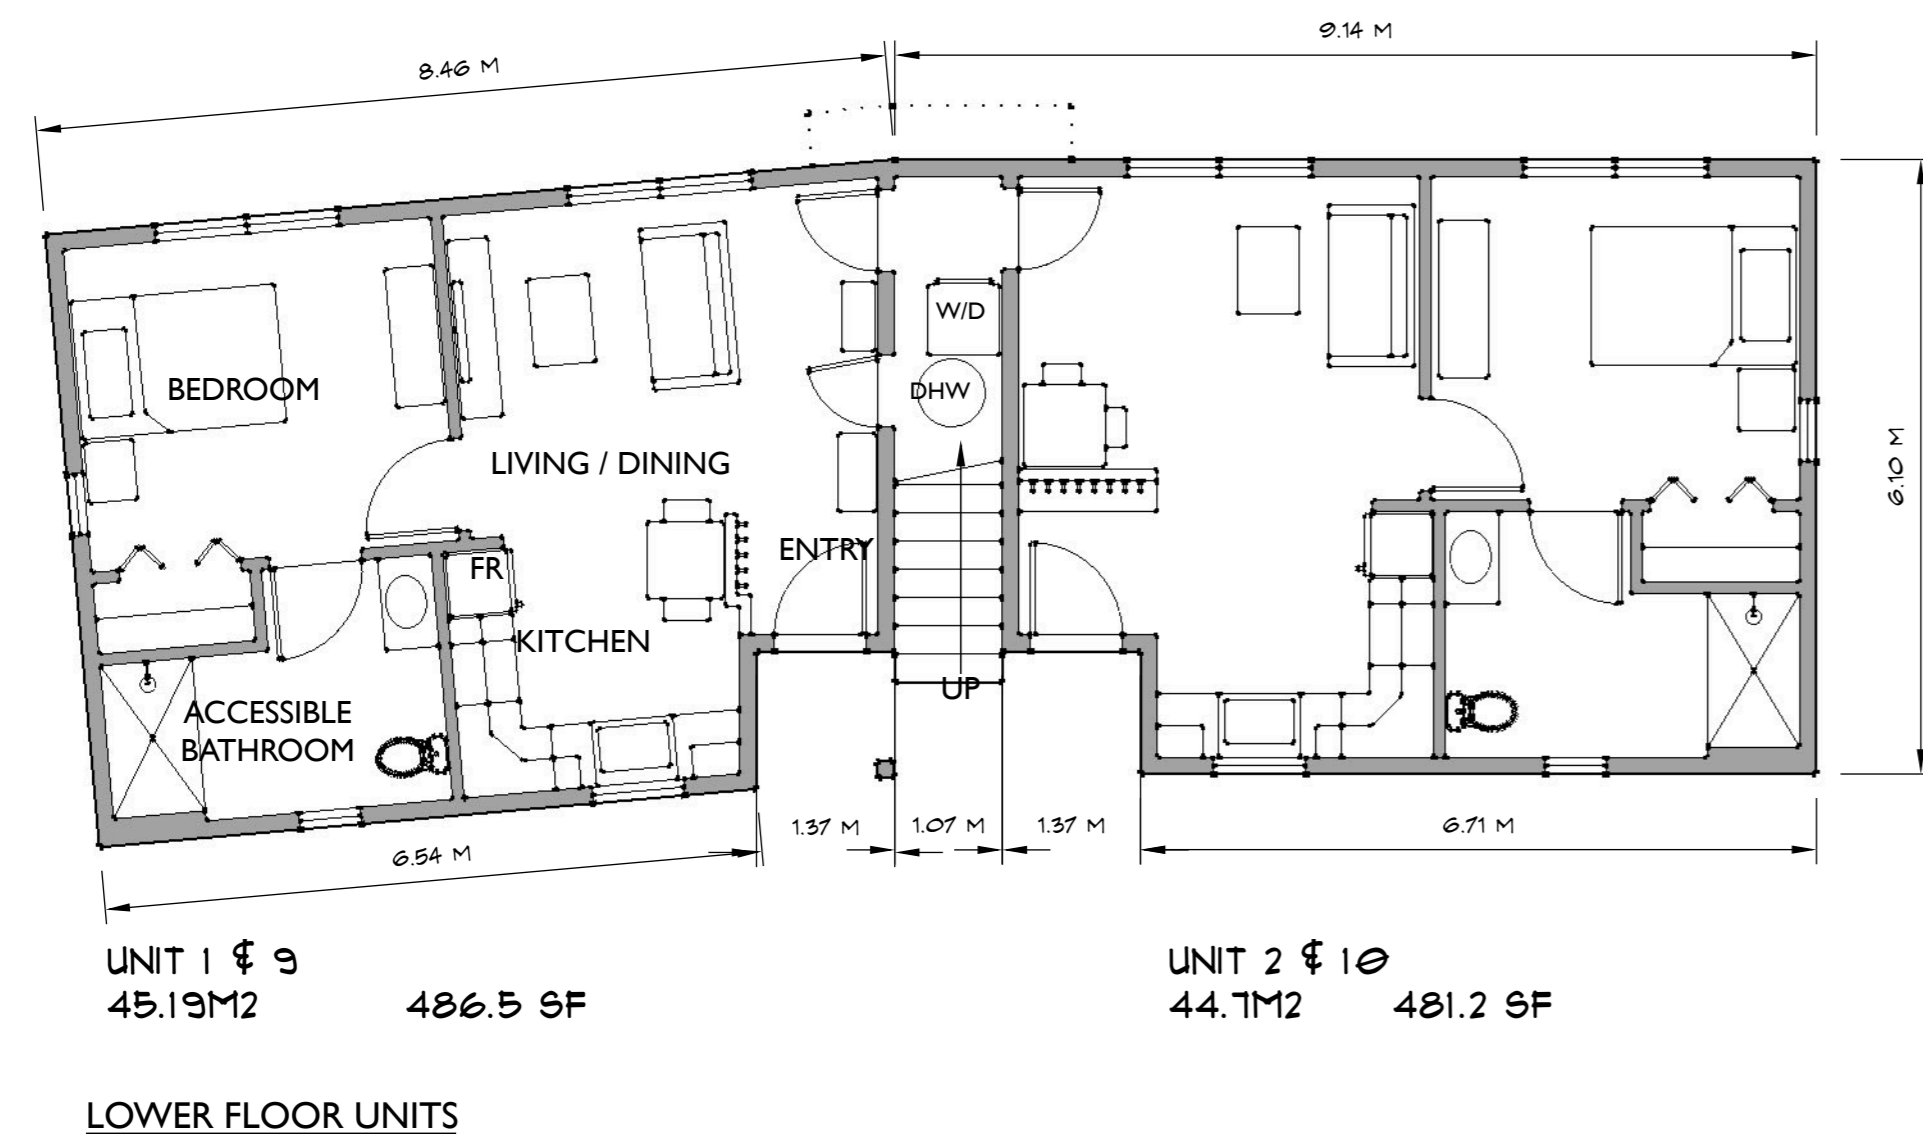 9.14 M
8.46 M
W/D
BEDROOM
DHW
LIVING / DINING
6.10 M
ENTRY
FR
KITCHEN
UP
ACCESSIBLE
BATHROOM
1.37 M
1.07 M
1.37 M
6.71 M
6.54 M
UNIT 1 & 9
45.19M2 486.5 SF
UNIT 2 & 10
44.7M2 481.2 SF
LOWER FLOOR UNITS